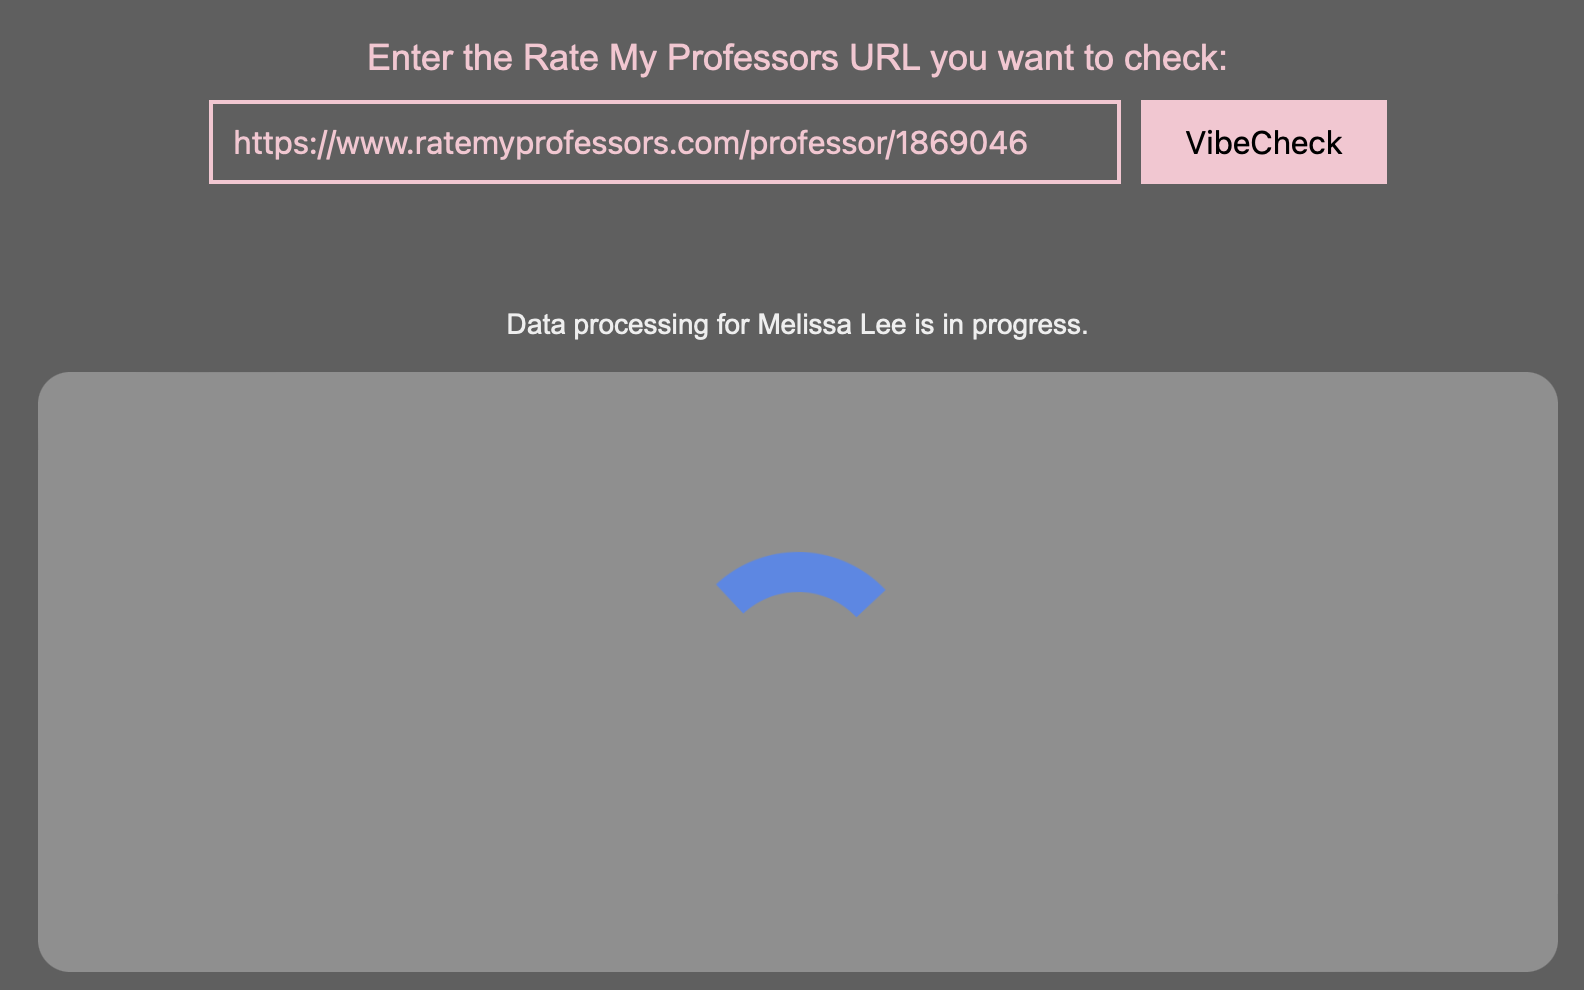 Enter the Rate My Professors URL you want to check:
https://www.ratemyprofessors.com/professor/1869046
VibeCheck
Data processing for Melissa Lee is in progress.